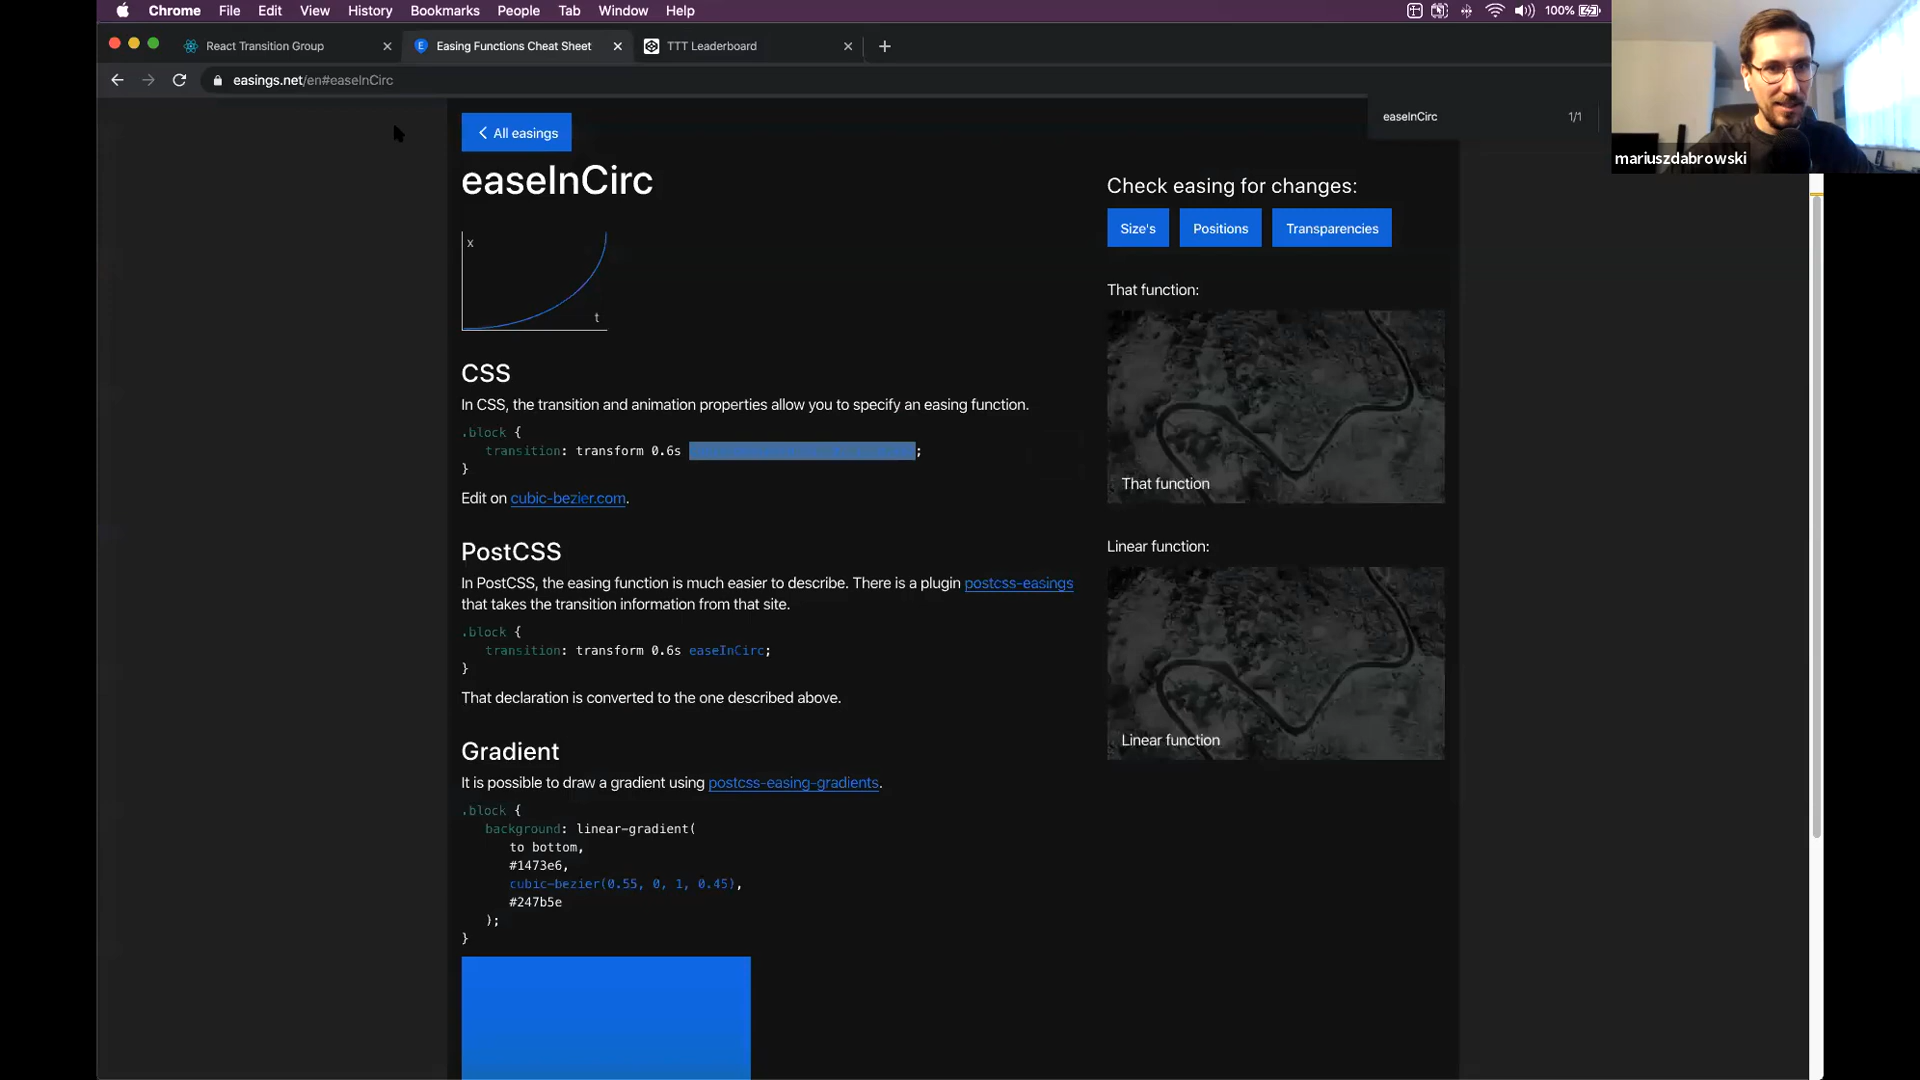 Chrome File Edit View History Bookmarks People Tab Window Help 100%
React Transition Group Easing Functions Cheat Sheet TTT Leaderboard
easings.net/en#easeInCirc
easeInCirc 1/1
mariuszdabrowski
All easings
easeInCirc
x
t
CSS
In CSS, the transition and animation properties allow you to specify an easing function.
.block {
transition: transform 0.6s ;
}
Edit on cubic-bezier.com.
PostCSS
In PostCSS, the easing function is much easier to describe. There is a plugin postcss-easings
that takes the transition information from that site.
.block {
transition: transform 0.6s easeInCirc;
}
That declaration is converted to the one described above.
Gradient
It is possible to draw a gradient using postcss-easing-gradients.
.block {
background: linear-gradient(
to bottom,
#1473e6,
cubic-bezier(0.55, 0, 1, 0.45),
#247b5e
);
}
Check easing for changes:
Size's Positions Transparencies
That function:
That function
Linear function:
Linear function